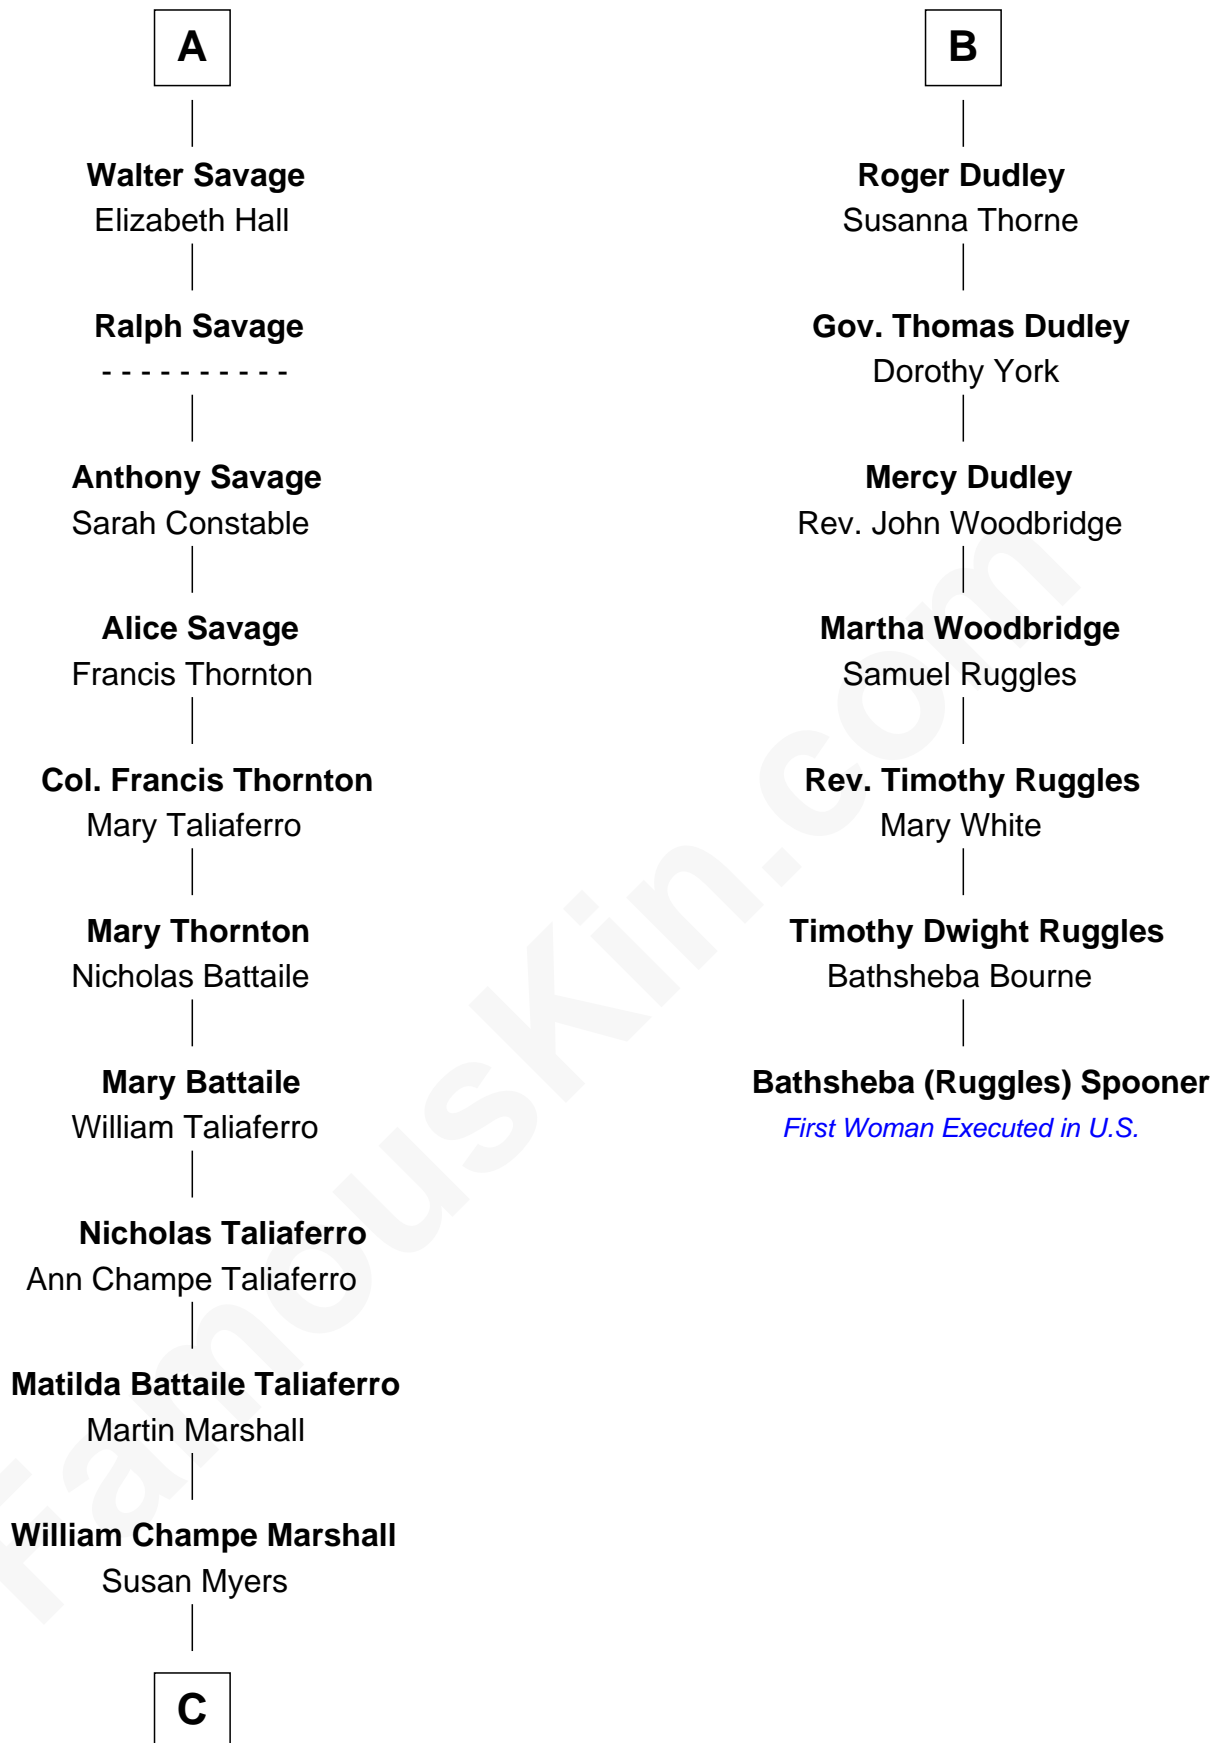 A
Walter Savage
Elizabeth Hall
Ralph Savage
- - - - - - - - - -
Anthony Savage
Sarah Constable
Alice Savage
Francis Thornton
Col. Francis Thornton
Mary Taliaferro
Mary Thornton
Nicholas Battaile
Mary Battaile
William Taliaferro
Nicholas Taliaferro
Ann Champe Taliaferro
Matilda Battaile Taliaferro
Martin Marshall
William Champe Marshall
Susan Myers
C
B
Roger Dudley
Susanna Thorne
Gov. Thomas Dudley
Dorothy York
Mercy Dudley
Rev. John Woodbridge
Martha Woodbridge
Samuel Ruggles
Rev. Timothy Ruggles
Mary White
Timothy Dwight Ruggles
Bathsheba Bourne
Bathsheba (Ruggles) Spooner
First Woman Executed in U.S.
FamousKin.com